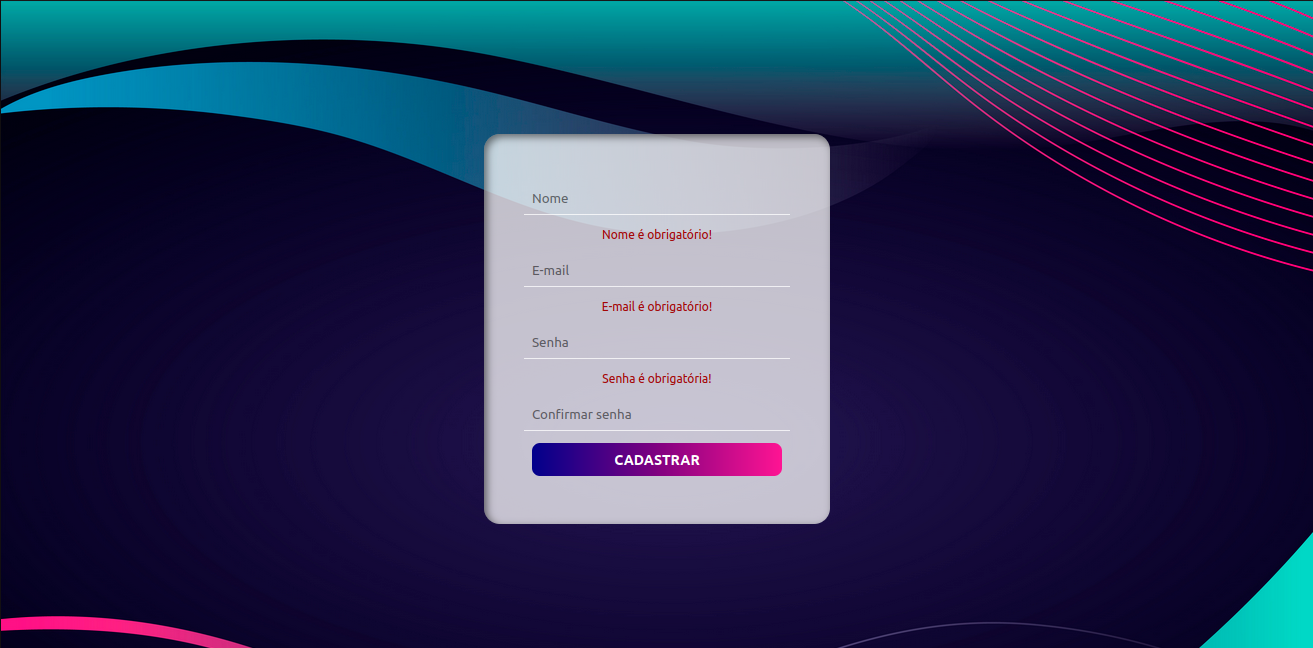 Nome
Nome é obrigatório!
E-mail
E-mail é obrigatório!
Senha
Senha é obrigatória!
Confirmar senha
CADASTRAR